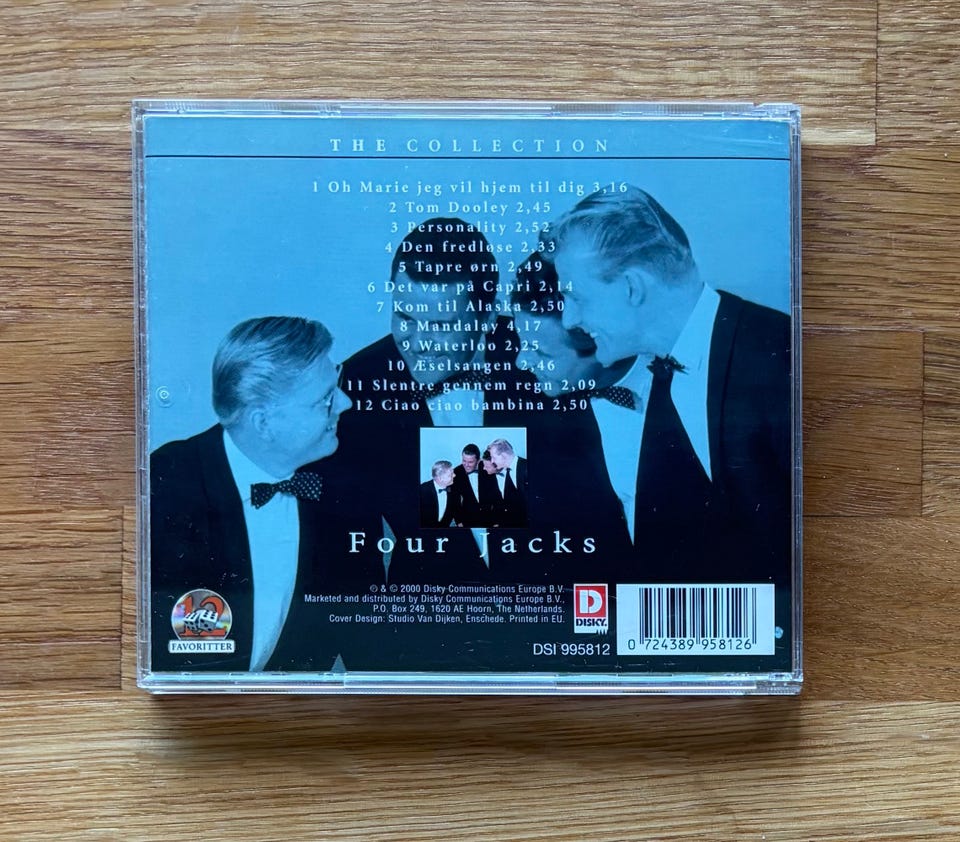 THE COLLECTION
1 Oh Marie jeg vil hjem til dig 3,16
2 Tom Dooley 2,45
3 Personality 2,52
4 Den fredløse 2,33
5 Tapre ørn 2,49
6 Det var på Capri 2,14
7 Kom til Alaska 2,50
8 Mandalay 4,17
9 Waterloo 2,25
10 Æselsangen 2,46
11 Slentre gennem regn 2,09
12 Ciao ciao bambina 2,50
Four Jacks
℗ & © 2000 Disky Communications Europe B.V.
Marketed and distributed by Disky Communications Europe B.V.,
P.O. Box 249, 1620 AE Hoorn, The Netherlands.
Cover Design: Studio Van Dijken, Enschede. Printed in EU.
12
FAVORITTER
D
DISKY.
DSI 995812
0 724389 958126